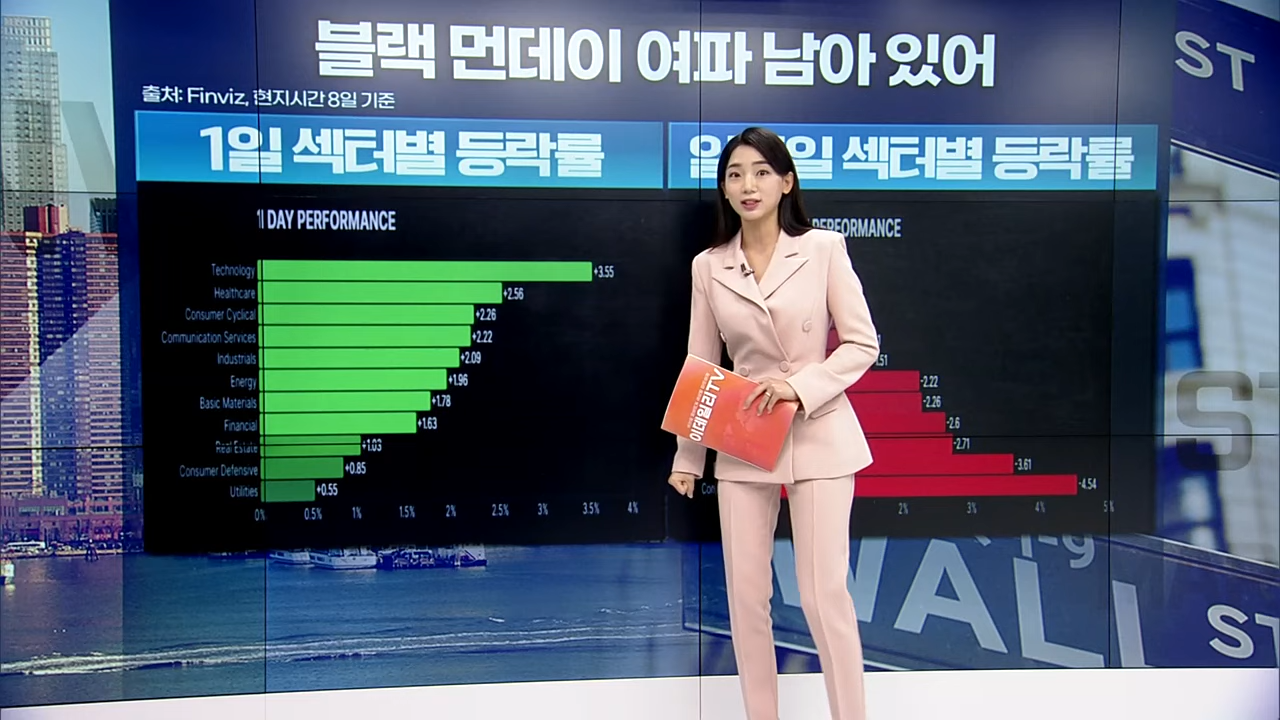 블랙 먼데이 여파 남아 있어
출처: Finviz, 현지시간 8일 기준
1일 섹터별 등락률
섹터별 등락률
1 DAY PERFORMANCE
PERFORMANCE
Technology +3.55
Healthcare +2.56
Consumer Cyclical +2.26
Communication Services +2.22
Industrials +2.09
Energy +1.96
Basic Materials +1.78
Financial +1.63
Real Estate +1.03
Consumer Defensive +0.85
Utilities +0.55
0% 0.5% 1% 1.5% 2% 2.5% 3% 3.5% 4%
-2.22
-2.26
-2.6
-2.71
-3.61
-4.54
2% 3% 4% 5%
이데일리TV
ST
ST
1-9
WALL
ST